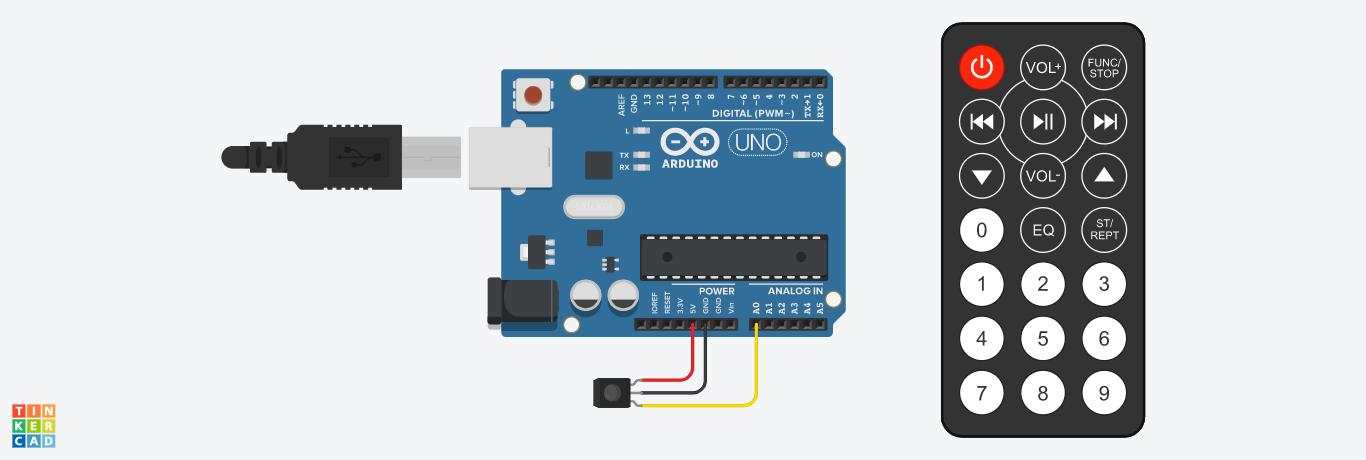 AREF
GND
13
12
~11
~10
~9
8
7
~6
~5
4
~3
2
TX→1
RX←0
DIGITAL (PWM~)
L
TX
RX
ARDUINO
UNO
ON
POWER
ANALOG IN
IOREF
RESET
3.3V
5V
GND
GND
Vin
A0
A1
A2
A3
A4
A5
VOL+
FUNC/
STOP
VOL-
0
EQ
ST/
REPT
1 2 3
4 5 6
7 8 9
TIN
KER
CAD